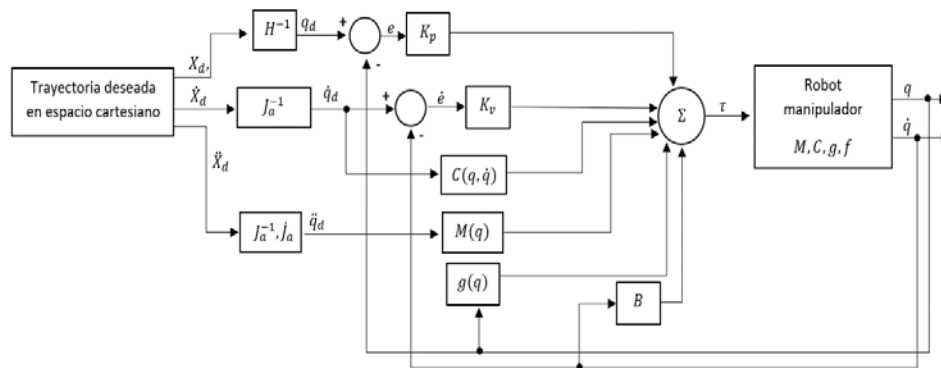 H⁻¹
q_d
+
-
e
K_p
X_d,
Trayectoria deseada
en espacio cartesiano
Ẋ_d
J_a⁻¹
q̇_d
+
-
ė
K_v
Σ
τ
Robot
manipulador
M, C, g, f
q
q̇
Ẍ_d
C(q, q̇)
J_a⁻¹, J̇_a
q̈_d
M(q)
g(q)
B